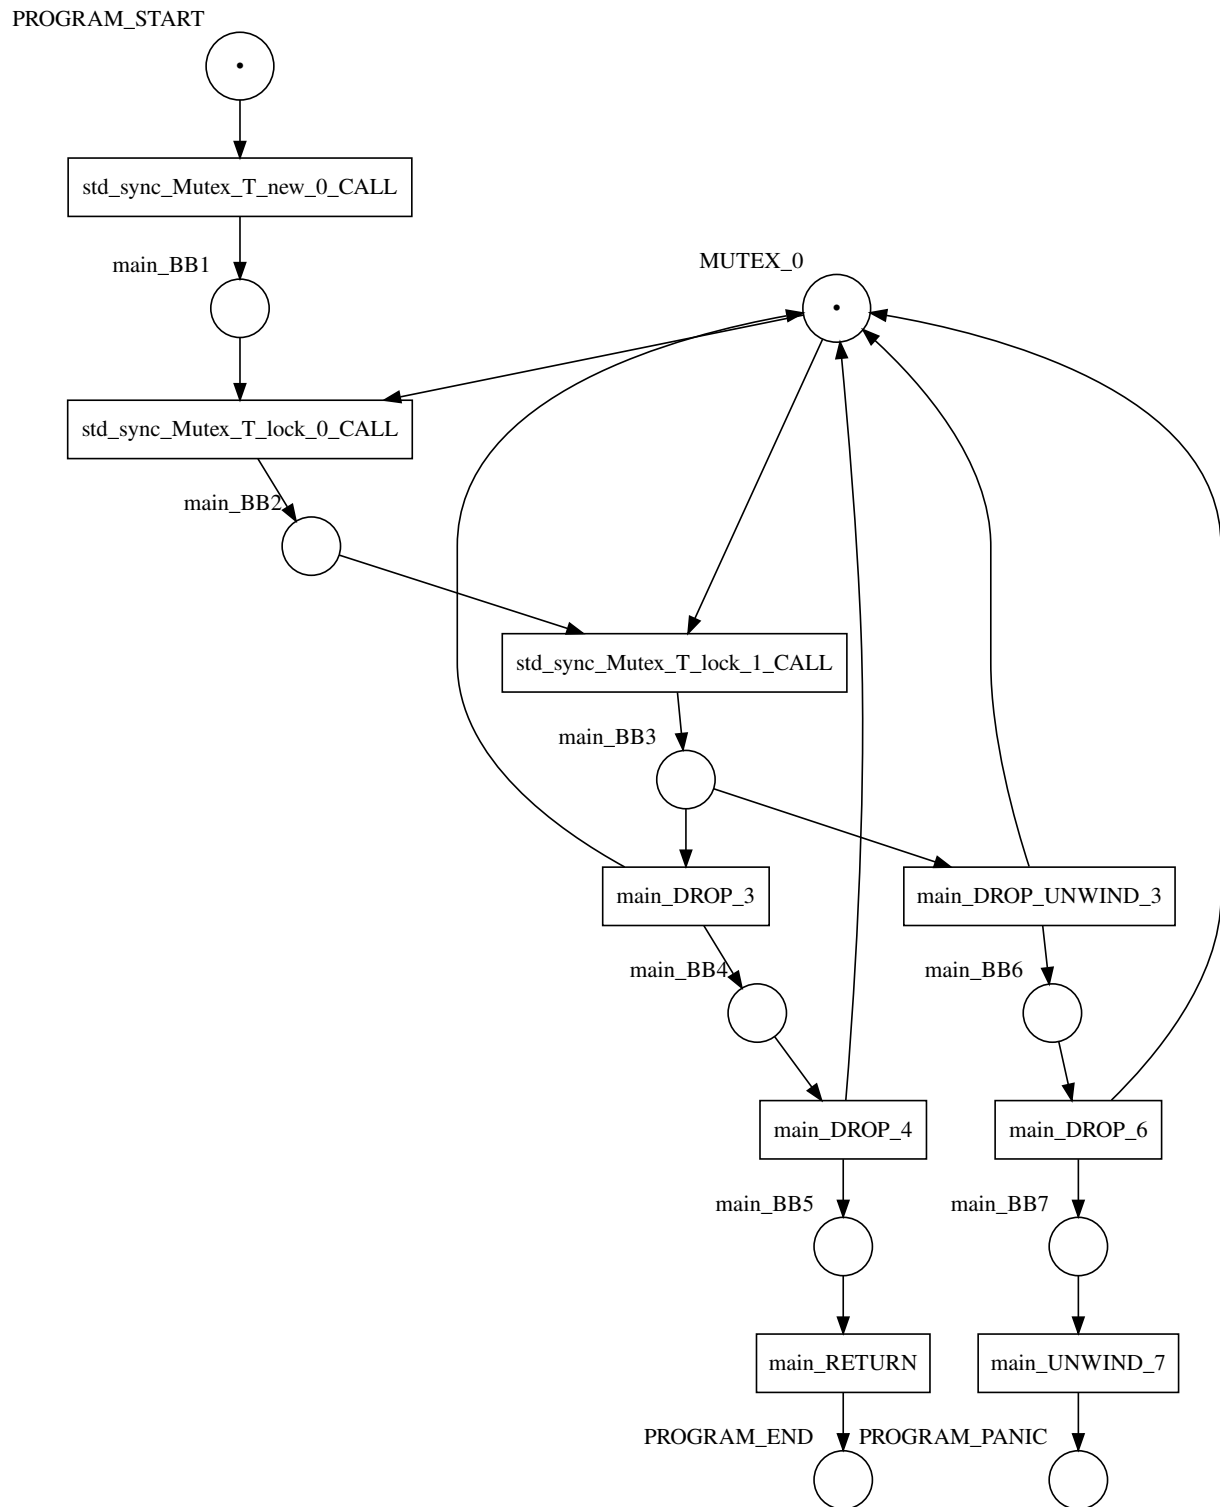 PROGRAM_START
std_sync_Mutex_T_new_0_CALL
main_BB1
MUTEX_0
std_sync_Mutex_T_lock_0_CALL
main_BB2
std_sync_Mutex_T_lock_1_CALL
main_BB3
main_DROP_3
main_DROP_UNWIND_3
main_BB4
main_BB6
main_DROP_4
main_DROP_6
main_BB5
main_BB7
main_RETURN
main_UNWIND_7
PROGRAM_END
PROGRAM_PANIC